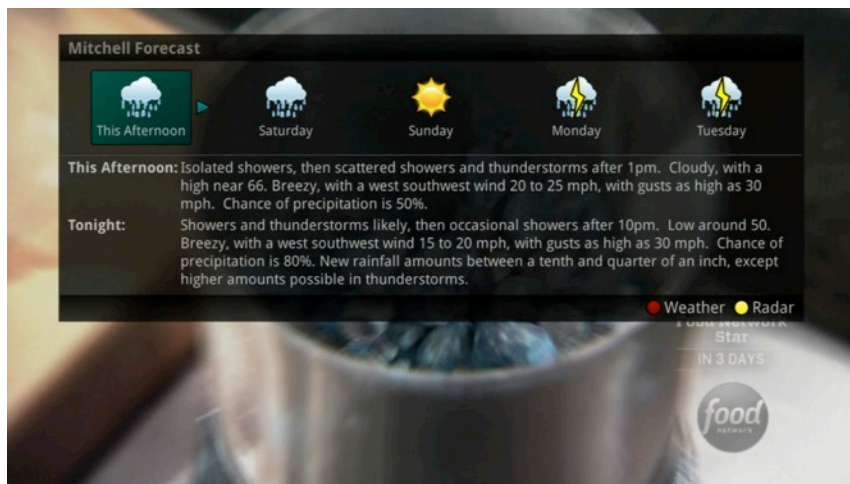 Mitchell Forecast
This Afternoon
Saturday
Sunday
Monday
Tuesday
This Afternoon: Isolated showers, then scattered showers and thunderstorms after 1pm.  Cloudy, with a
high near 66. Breezy, with a west southwest wind 20 to 25 mph, with gusts as high as 30
mph.  Chance of precipitation is 50%.
Tonight: Showers and thunderstorms likely, then occasional showers after 10pm.  Low around 50.
Breezy, with a west southwest wind 15 to 20 mph, with gusts as high as 30 mph.  Chance of
precipitation is 80%. New rainfall amounts between a tenth and quarter of an inch, except
higher amounts possible in thunderstorms.
Weather
Radar
Food Network
Star
IN 3 DAYS
food
network